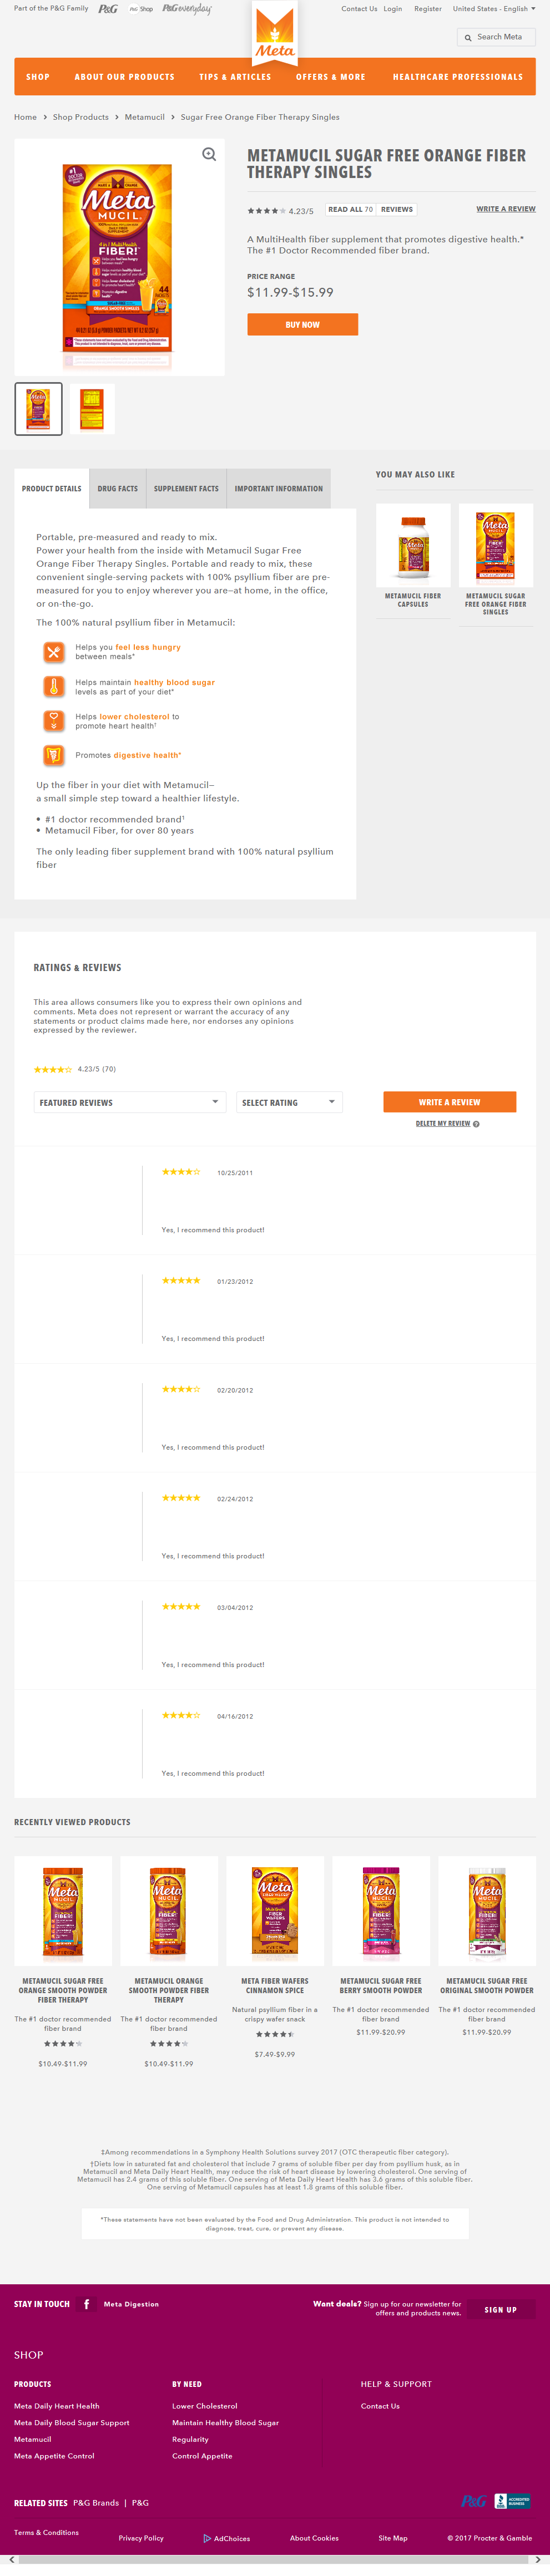 Part of the P&G Family P&G P&G Shop P&G everyday
Contact Us Login Register United States - English
Meta
Search Meta
SHOP ABOUT OUR PRODUCTS TIPS & ARTICLES OFFERS & MORE HEALTHCARE PROFESSIONALS
Home > Shop Products > Metamucil > Sugar Free Orange Fiber Therapy Singles
Meta
MUCIL
4-in-1 MultiHealth
FIBER!
44
METAMUCIL SUGAR FREE ORANGE FIBER
THERAPY SINGLES
4.23/5 READ ALL 70 REVIEWS WRITE A REVIEW
A MultiHealth fiber supplement that promotes digestive health.*
The #1 Doctor Recommended fiber brand.
PRICE RANGE
$11.99-$15.99
BUY NOW
PRODUCT DETAILS DRUG FACTS SUPPLEMENT FACTS IMPORTANT INFORMATION
Portable, pre-measured and ready to mix.
Power your health from the inside with Metamucil Sugar Free
Orange Fiber Therapy Singles. Portable and ready to mix, these
convenient single-serving packets with 100% psyllium fiber are pre-
measured for you to enjoy wherever you are—at home, in the office,
or on-the-go.
The 100% natural psyllium fiber in Metamucil:
Helps you feel less hungry
between meals*
Helps maintain healthy blood sugar
levels as part of your diet*
Helps lower cholesterol to
promote heart health†
Promotes digestive health*
Up the fiber in your diet with Metamucil—
a small simple step toward a healthier lifestyle.
• #1 doctor recommended brand‡
• Metamucil Fiber, for over 80 years
The only leading fiber supplement brand with 100% natural psyllium
fiber
YOU MAY ALSO LIKE
METAMUCIL FIBER
CAPSULES
METAMUCIL SUGAR
FREE ORANGE FIBER
SINGLES
RATINGS & REVIEWS
This area allows consumers like you to express their own opinions and
comments. Meta does not represent or warrant the accuracy of any
statements or product claims made here, nor endorses any opinions
expressed by the reviewer.
4.23/5 (70)
FEATURED REVIEWS SELECT RATING WRITE A REVIEW
DELETE MY REVIEW ?
10/25/2011
Yes, I recommend this product!
01/23/2012
Yes, I recommend this product!
02/20/2012
Yes, I recommend this product!
02/24/2012
Yes, I recommend this product!
03/04/2012
Yes, I recommend this product!
04/16/2012
Yes, I recommend this product!
RECENTLY VIEWED PRODUCTS
METAMUCIL SUGAR FREE
ORANGE SMOOTH POWDER
FIBER THERAPY
The #1 doctor recommended
fiber brand
$10.49-$11.99
METAMUCIL ORANGE
SMOOTH POWDER FIBER
THERAPY
The #1 doctor recommended
fiber brand
$10.49-$11.99
META FIBER WAFERS
CINNAMON SPICE
Natural psyllium fiber in a
crispy wafer snack
$7.49-$9.99
METAMUCIL SUGAR FREE
BERRY SMOOTH POWDER
The #1 doctor recommended
fiber brand
$11.99-$20.99
METAMUCIL SUGAR FREE
ORIGINAL SMOOTH POWDER
The #1 doctor recommended
fiber brand
$11.99-$20.99
‡Among recommendations in a Symphony Health Solutions survey 2017 (OTC therapeutic fiber category).
†Diets low in saturated fat and cholesterol that include 7 grams of soluble fiber per day from psyllium husk, as in
Metamucil and Meta Daily Heart Health, may reduce the risk of heart disease by lowering cholesterol. One serving of
Metamucil has 2.4 grams of this soluble fiber. One serving of Meta Daily Heart Health has 3.6 grams of this soluble fiber.
One serving of Metamucil capsules has at least 1.8 grams of this soluble fiber.
*These statements have not been evaluated by the Food and Drug Administration. This product is not intended to
diagnose, treat, cure, or prevent any disease.
STAY IN TOUCH f Meta Digestion
Want deals? Sign up for our newsletter for
offers and products news.
SIGN UP
SHOP
PRODUCTS
Meta Daily Heart Health
Meta Daily Blood Sugar Support
Metamucil
Meta Appetite Control
BY NEED
Lower Cholesterol
Maintain Healthy Blood Sugar
Regularity
Control Appetite
HELP & SUPPORT
Contact Us
RELATED SITES P&G Brands | P&G
P&G ACCREDITED BUSINESS
Terms & Conditions Privacy Policy AdChoices About Cookies Site Map © 2017 Procter & Gamble